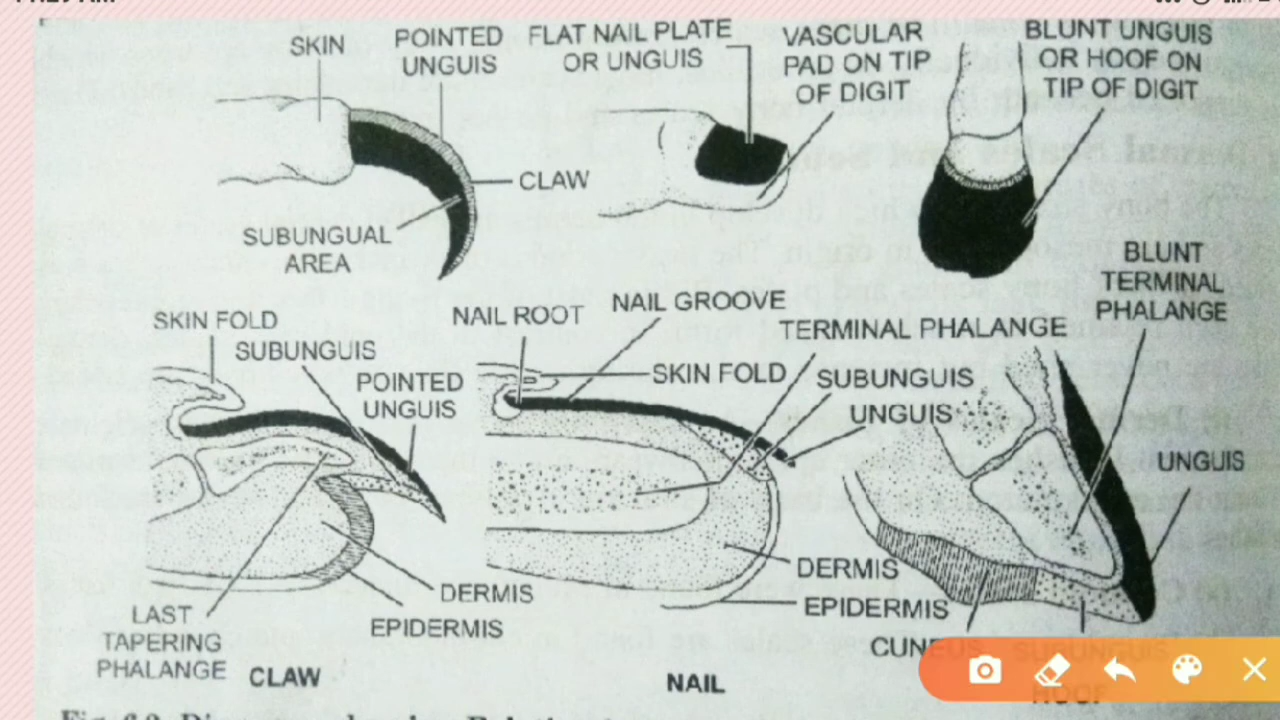 SKIN
POINTED
UNGUIS
FLAT NAIL PLATE
OR UNGUIS
VASCULAR
PAD ON TIP
OF DIGIT
BLUNT UNGUIS
OR HOOF ON
TIP OF DIGIT
CLAW
SUBUNGUAL
AREA
BLUNT
TERMINAL
PHALANGE
SKIN FOLD
SUBUNGUIS
POINTED
UNGUIS
NAIL ROOT
NAIL GROOVE
TERMINAL PHALANGE
SKIN FOLD
SUBUNGUIS
UNGUIS
UNGUIS
DERMIS
EPIDERMIS
LAST
TAPERING
PHALANGE
CLAW
DERMIS
EPIDERMIS
NAIL
CUNEUS
SUBUNGUIS
HOOF